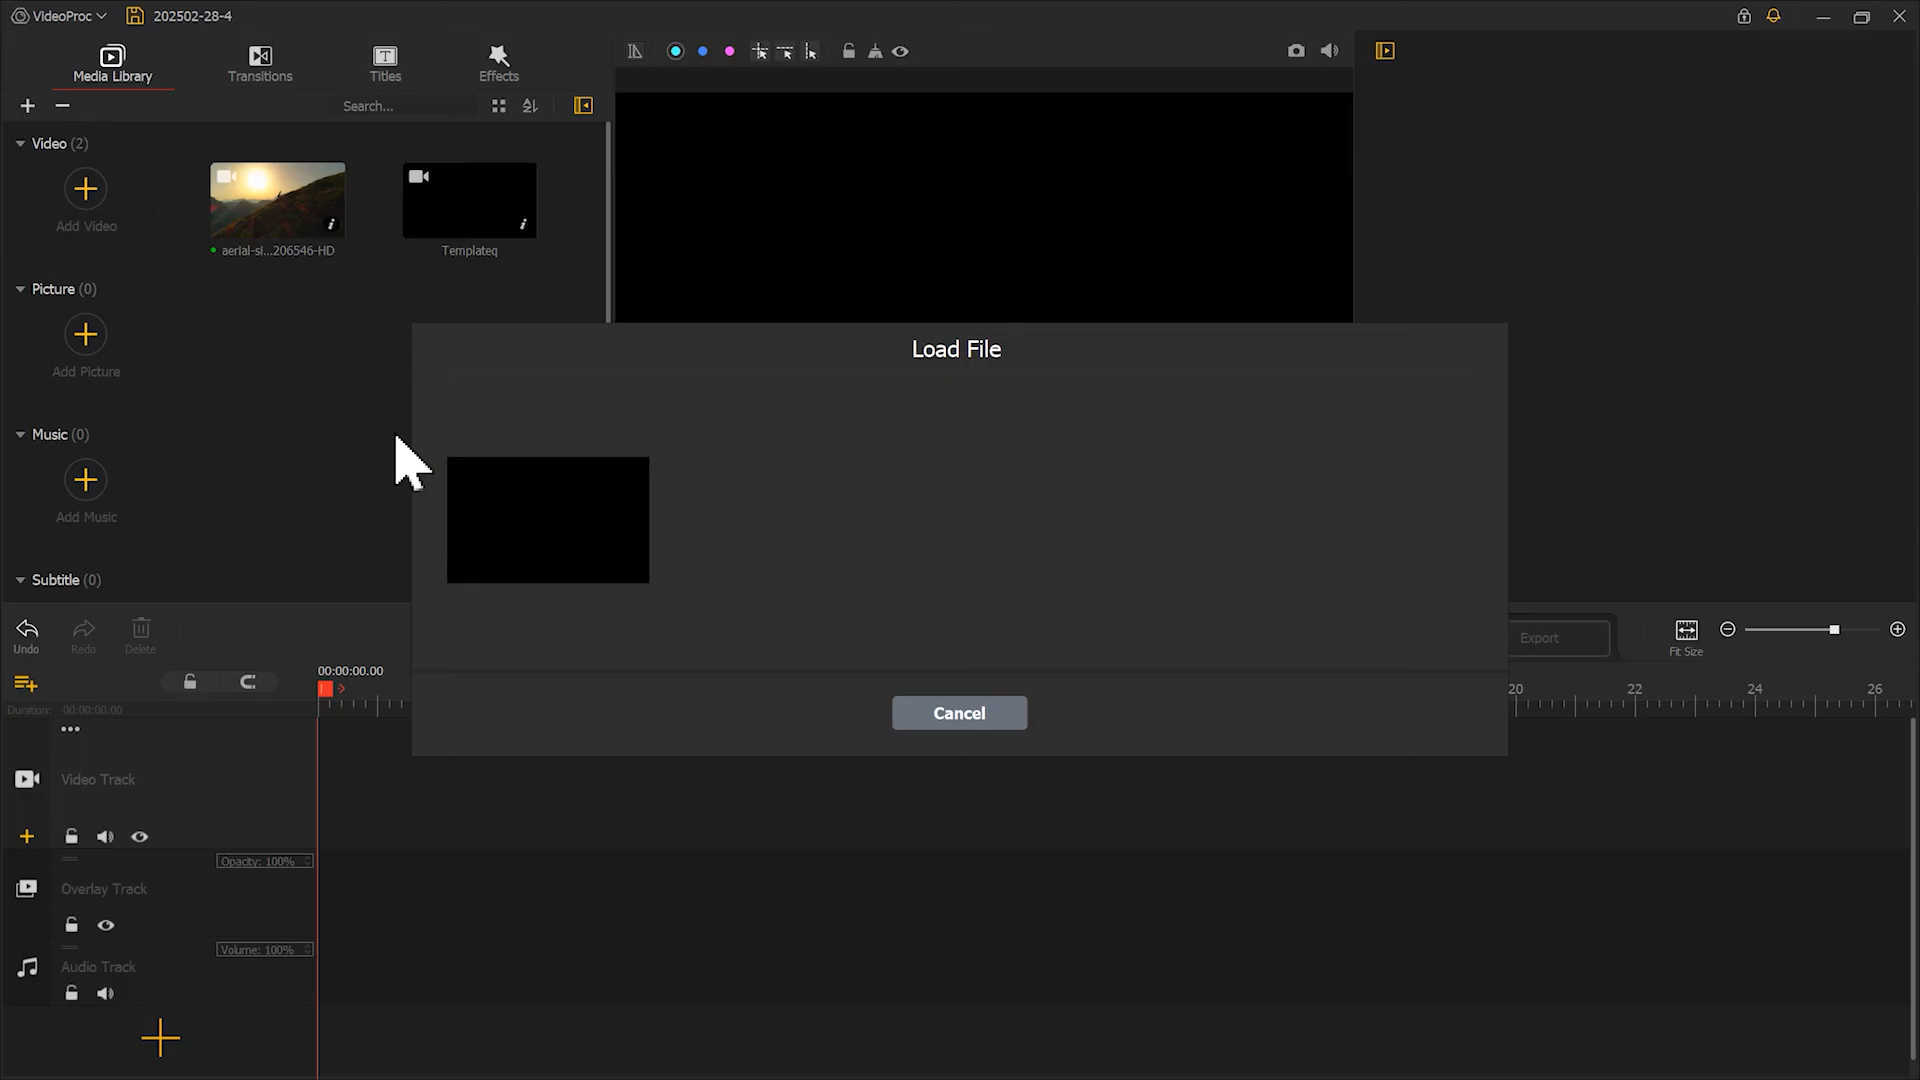 VideoProc
202502-28-4
Media Library
Transitions
Titles
Effects
Search...
Video (2)
Add Video
aerial-sl...206546-HD
Templateq
Picture (0)
Add Picture
Music (0)
Add Music
Subtitle (0)
Load File
Cancel
Undo
Redo
Delete
Export
Fit Size
00:00:00.00
20
22
24
26
Duration: 00:00:00.00
Video Track
Opacity: 100%
Overlay Track
Volume: 100%
Audio Track